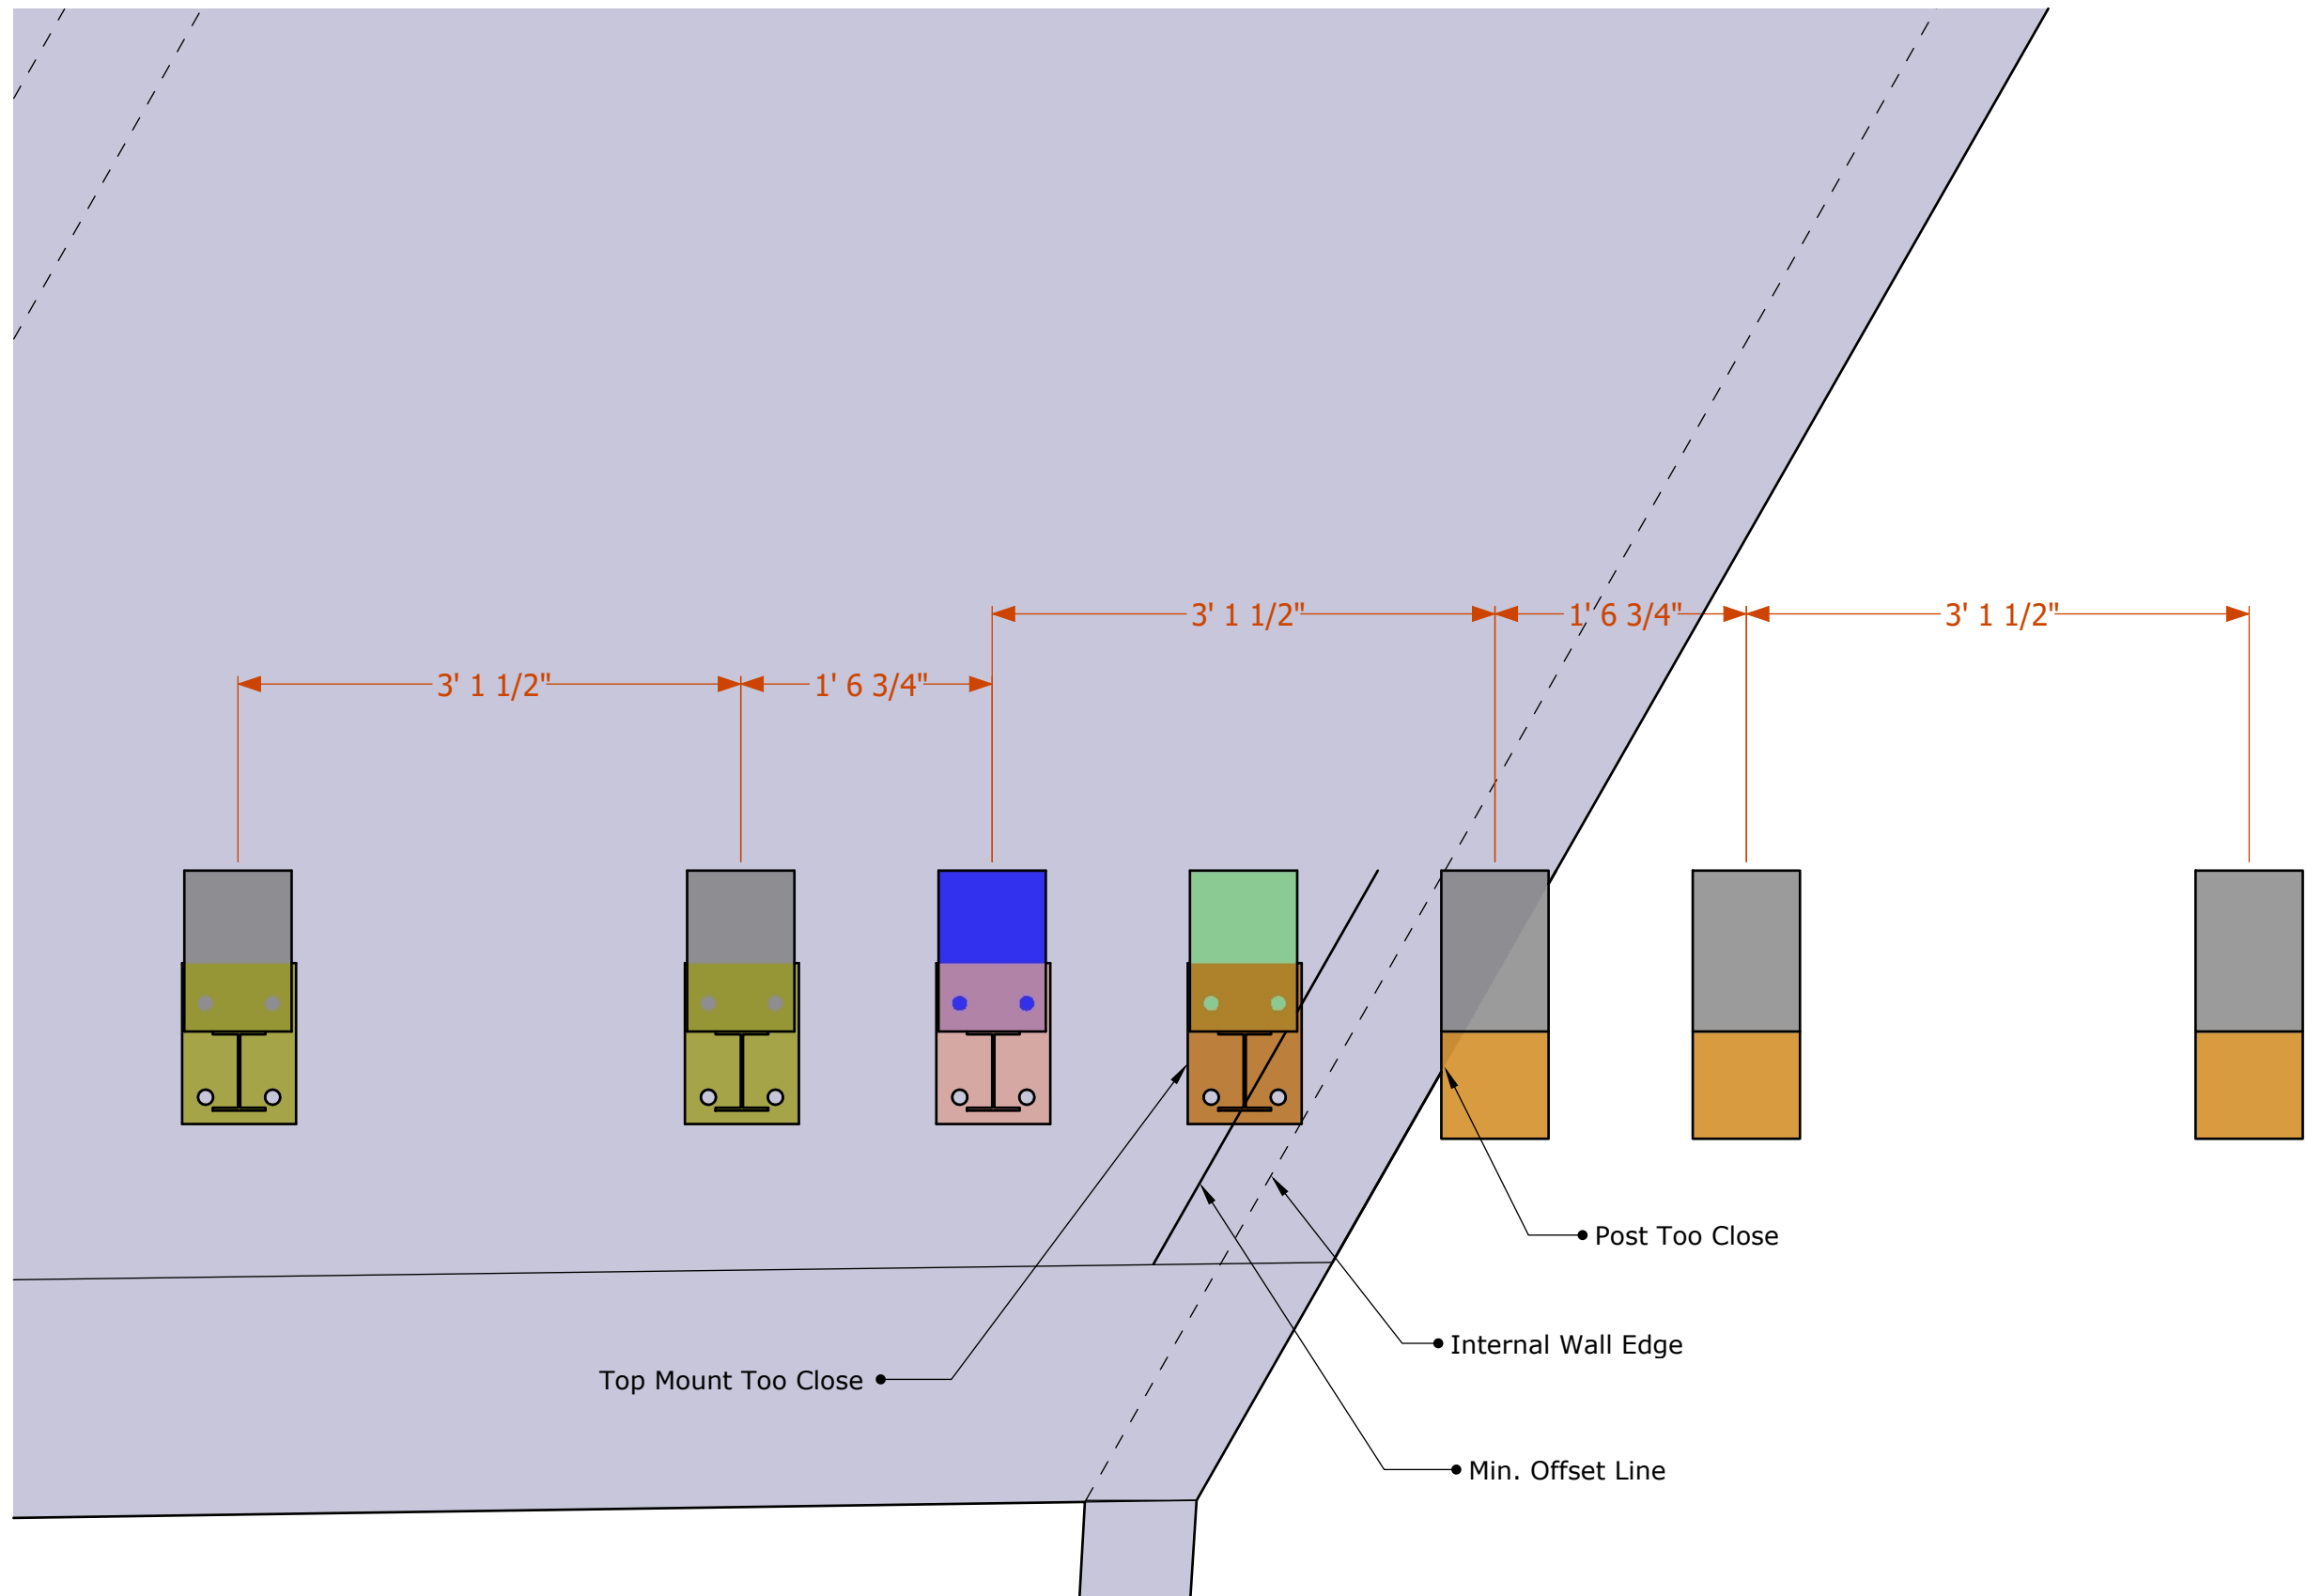 3' 1 1/2"
1' 6 3/4"
3' 1 1/2"
3' 1 1/2"
1' 6 3/4"
Post Too Close
Internal Wall Edge
Top Mount Too Close
Min. Offset Line